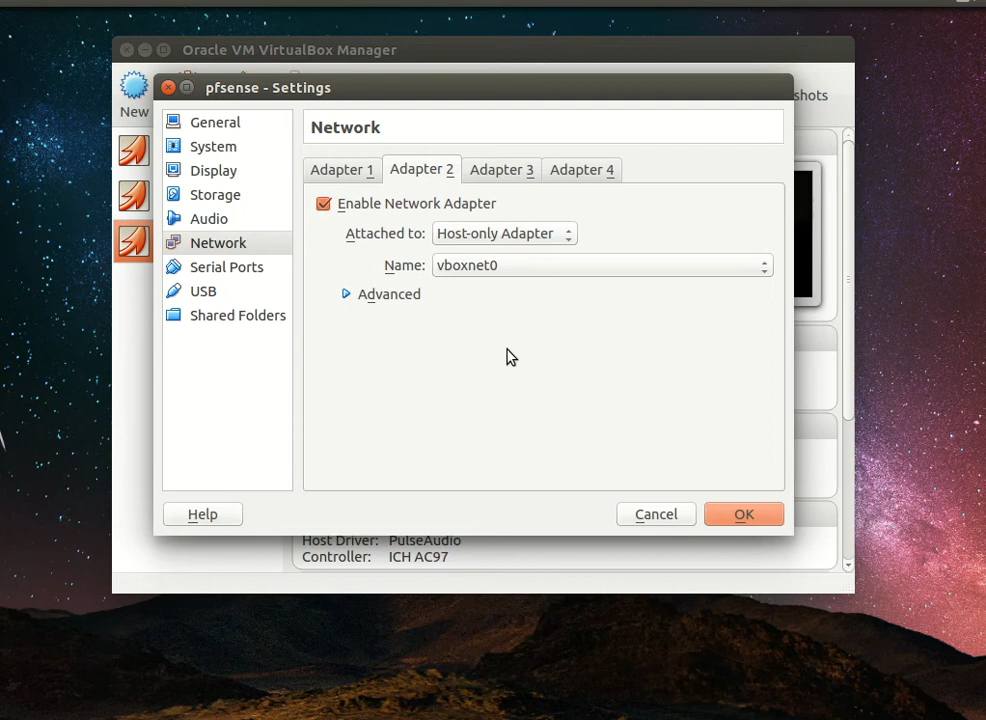 Oracle VM VirtualBox Manager
pfsense - Settings
New
shots
General
System
Display
Storage
Audio
Network
Serial Ports
USB
Shared Folders
Network
Adapter 1
Adapter 2
Adapter 3
Adapter 4
Enable Network Adapter
Attached to: Host-only Adapter
Name: vboxnet0
Advanced
Help
Cancel
OK
Host Driver: PulseAudio
Controller: ICH AC97